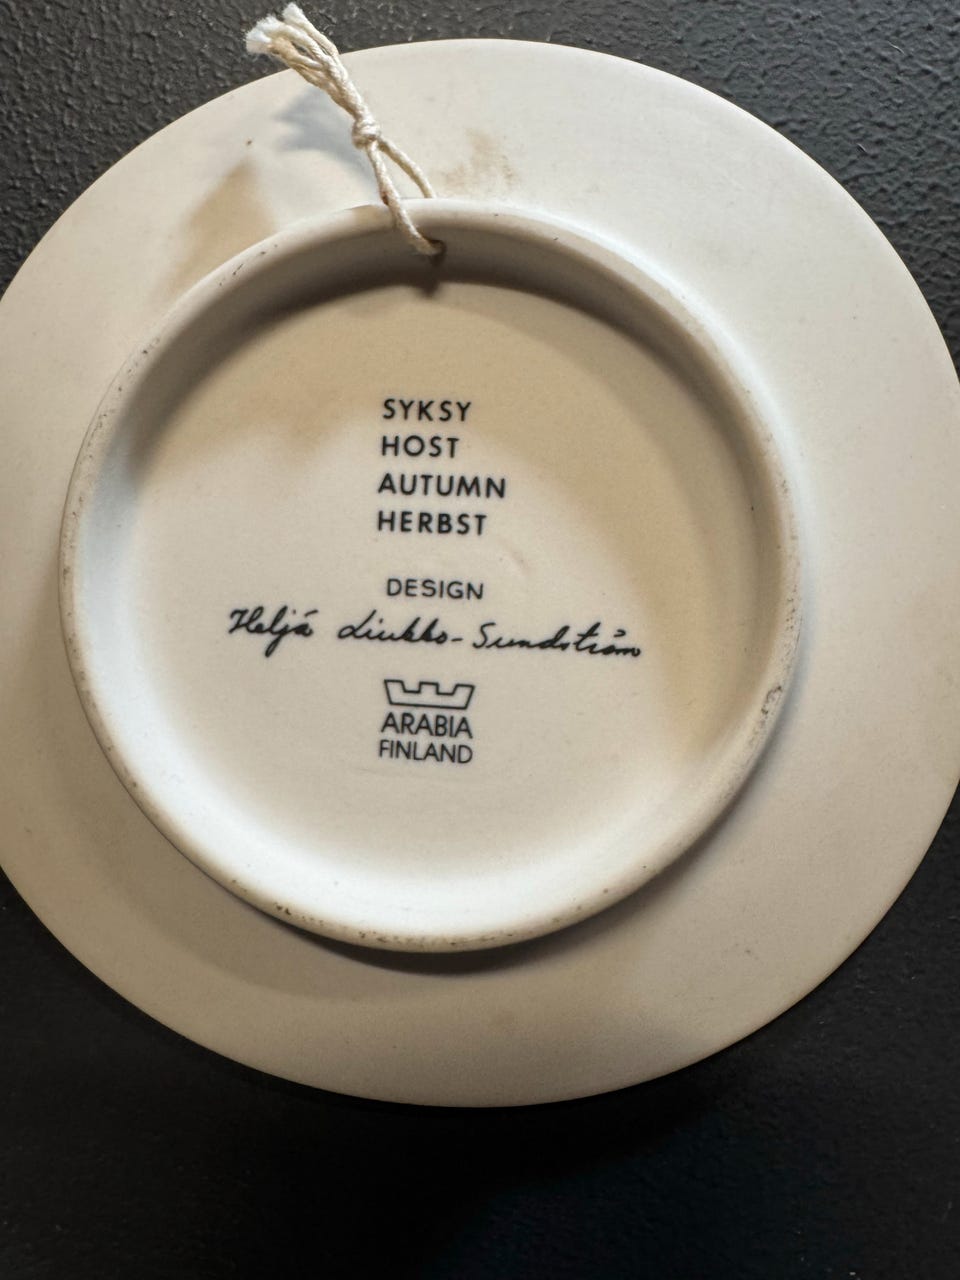 SYKSY
HOST
AUTUMN
HERBST
DESIGN
Heljä Liukko-Sundström
ARABIA
FINLAND